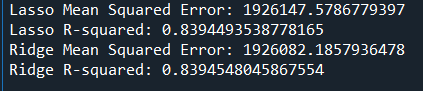 Lasso Mean Squared Error: 1926147.5786779397
Lasso R-squared: 0.8394493538778165
Ridge Mean Squared Error: 1926082.1857936478
Ridge R-squared: 0.8394548045867554